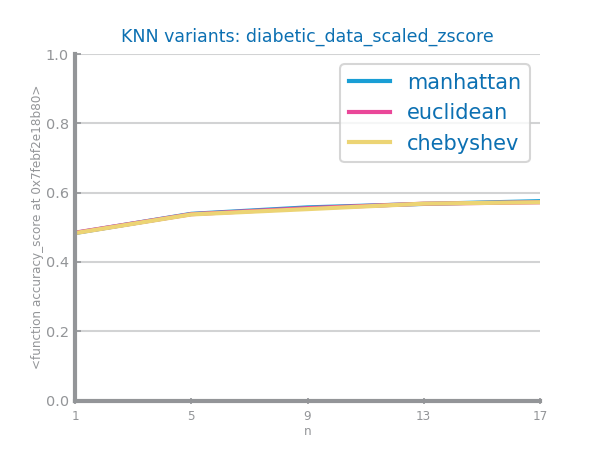 KNN variants: diabetic_data_scaled_zscore
<function accuracy_score at 0x7febf2e18b80>
1.0
0.8
0.6
0.4
0.2
0.0
manhattan
euclidean
chebyshev
1 5 9 13 17
n